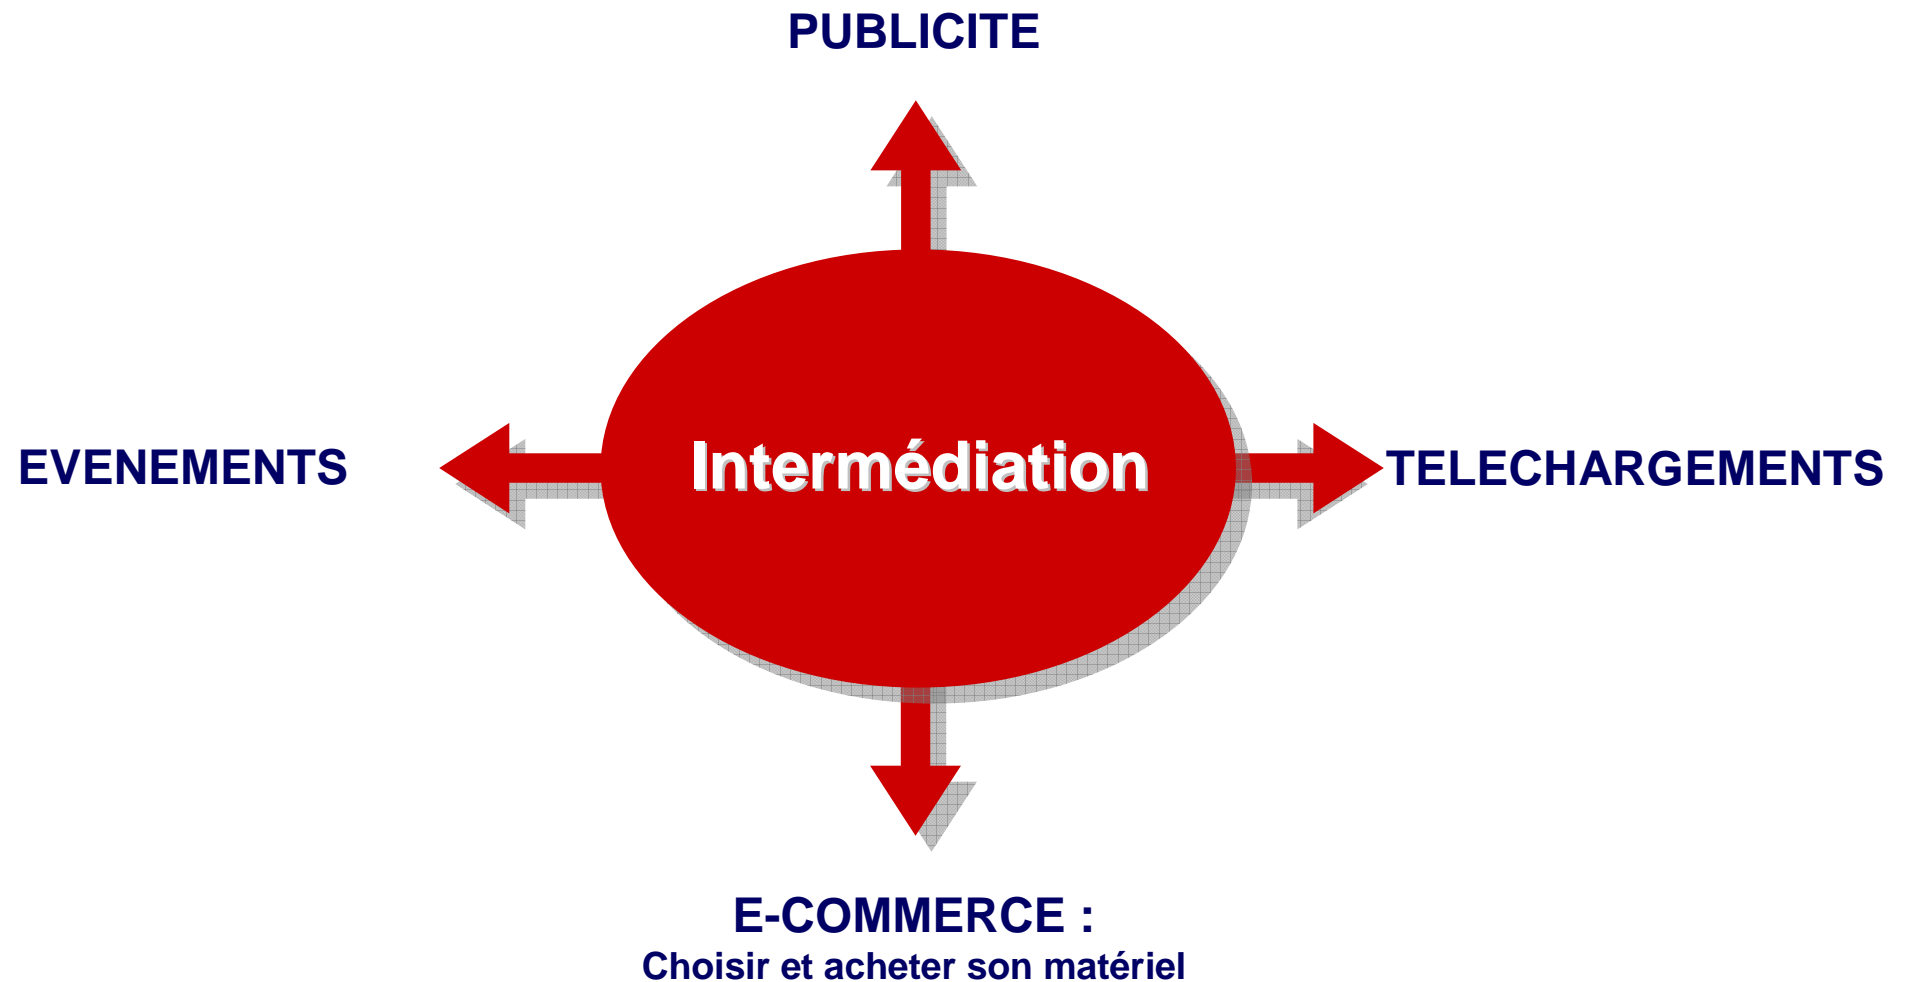 PUBLICITE
EVENEMENTS
Intermédiation
TELECHARGEMENTS
E-COMMERCE :
Choisir et acheter son matériel